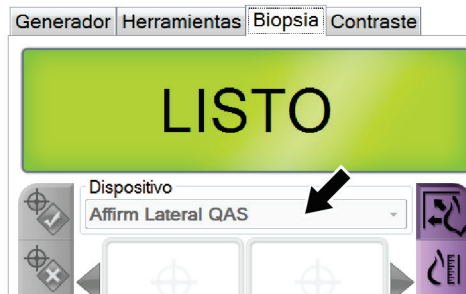 Generador Herramientas Biopsia Contraste
LISTO
Dispositivo
Affirm Lateral QAS